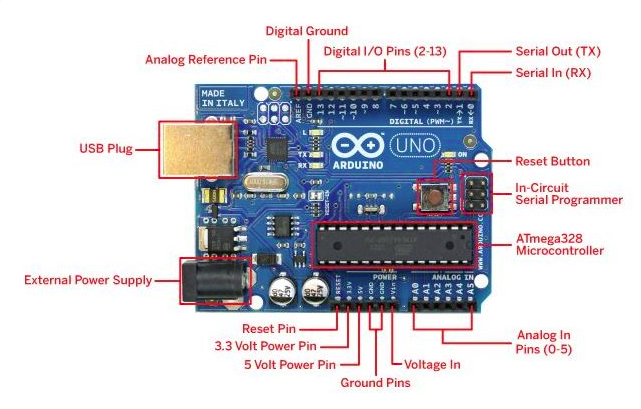 Digital Ground
Analog Reference Pin
Digital I/O Pins (2-13)
Serial Out (TX)
Serial In (RX)
MADE
IN ITALY
AREF
GND
13
12
~11
~10
~9
8
7
~6
~5
4
~3
2
TX→1
RX←0
DIGITAL (PWM~)
L
TX
RX
ARDUINO
UNO
ON
USB Plug
Reset Button
In-Circuit
Serial Programmer
RESET-EN
ATmega328
Microcontroller
WWW.ARDUINO.CC
External Power Supply
POWER
ANALOG IN
RESET
3.3V
5V
GND
GND
Vin
A0
A1
A2
A3
A4
A5
Reset Pin
3.3 Volt Power Pin
5 Volt Power Pin
Ground Pins
Voltage In
Analog In
Pins (0-5)